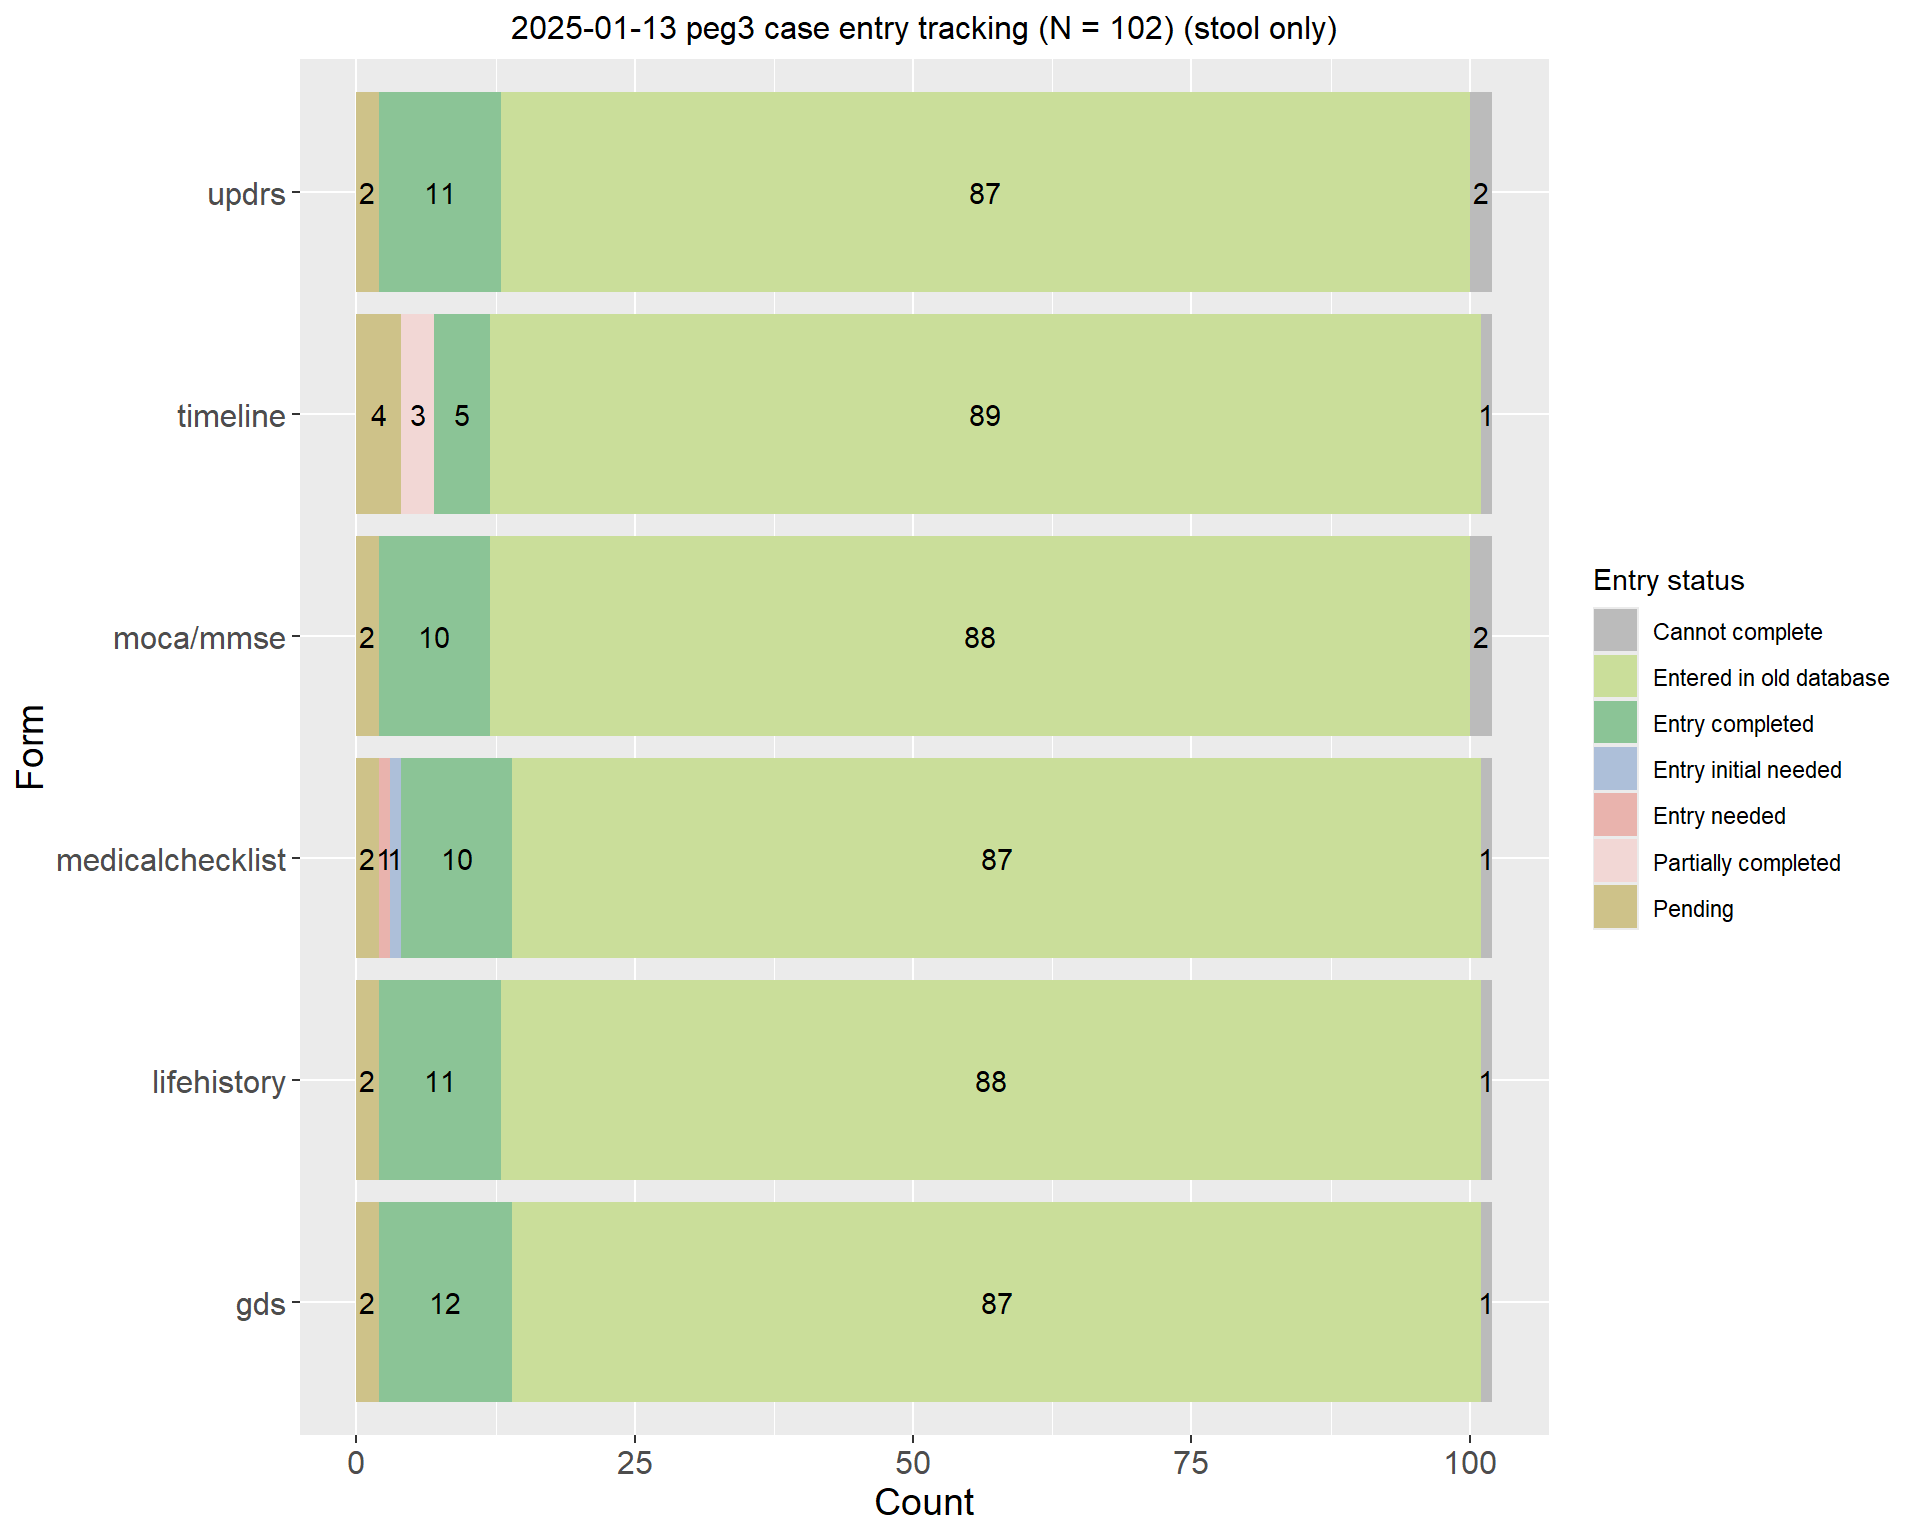 2025-01-13 peg3 case entry tracking (N = 102) (stool only)
updrs 2 11 87 2
timeline 4 3 5 89 1
moca/mmse 2 10 88 2
medicalchecklist 2 1 1 10 87 1
lifehistory 2 11 88 1
gds 2 12 87 1
0 25 50 75 100
Count
Form
Entry status
Cannot complete
Entered in old database
Entry completed
Entry initial needed
Entry needed
Partially completed
Pending